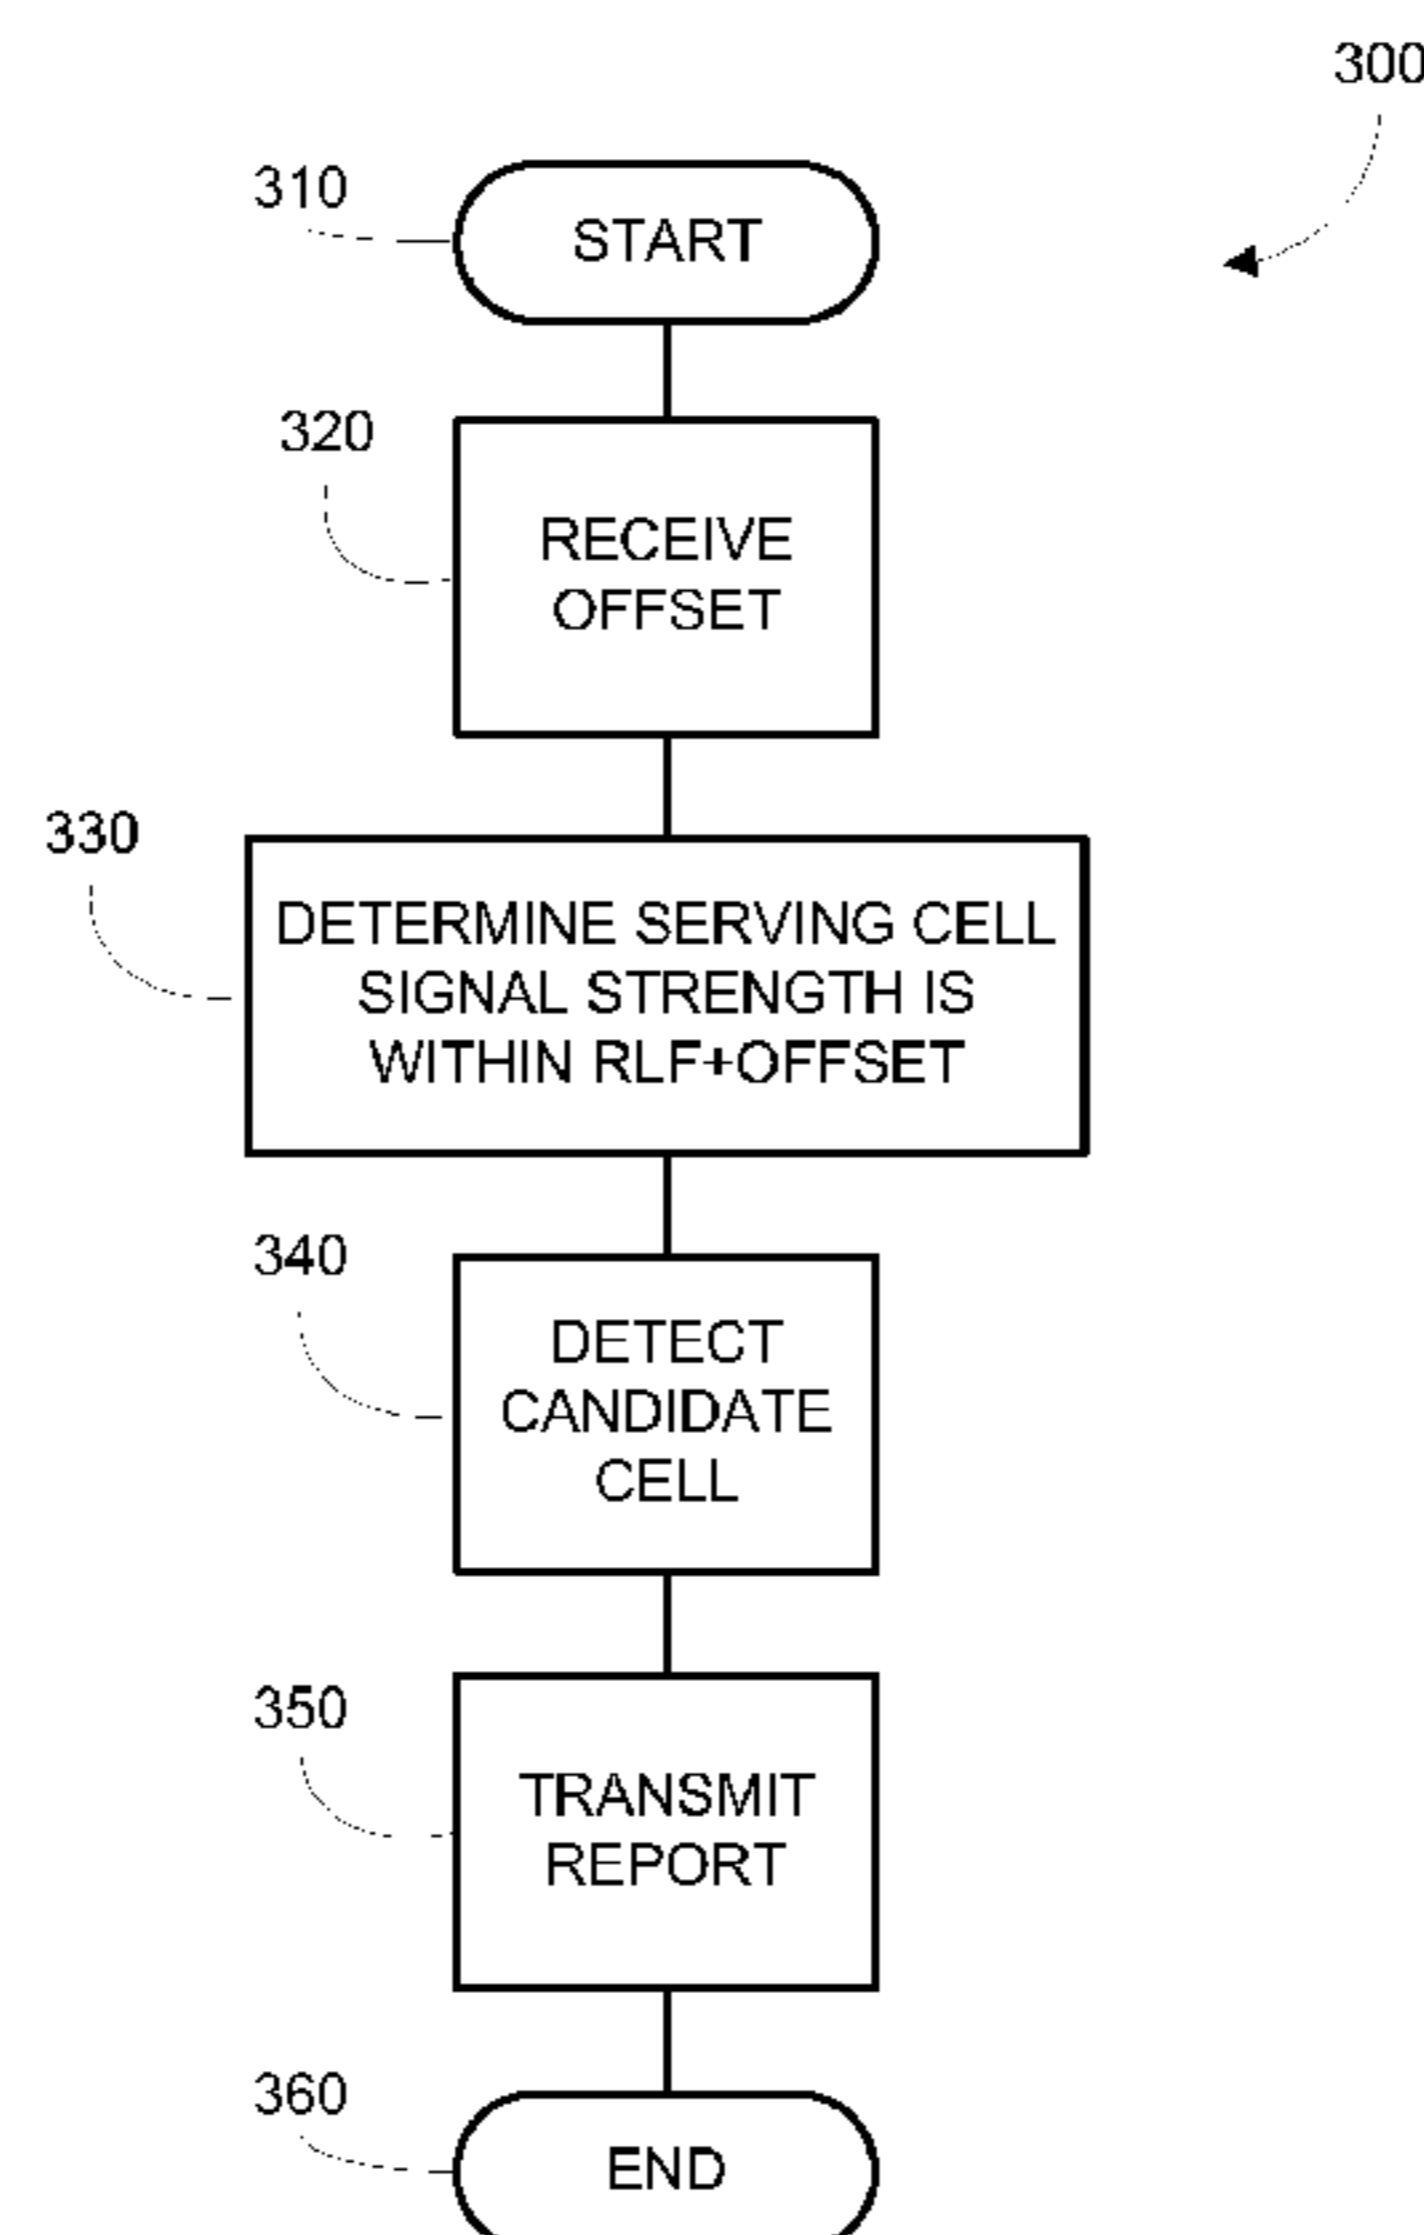 300
310
START
320
RECEIVE
OFFSET
330
DETERMINE SERVING CELL
SIGNAL STRENGTH IS
WITHIN RLF+OFFSET
340
DETECT
CANDIDATE
CELL
350
TRANSMIT
REPORT
360
END